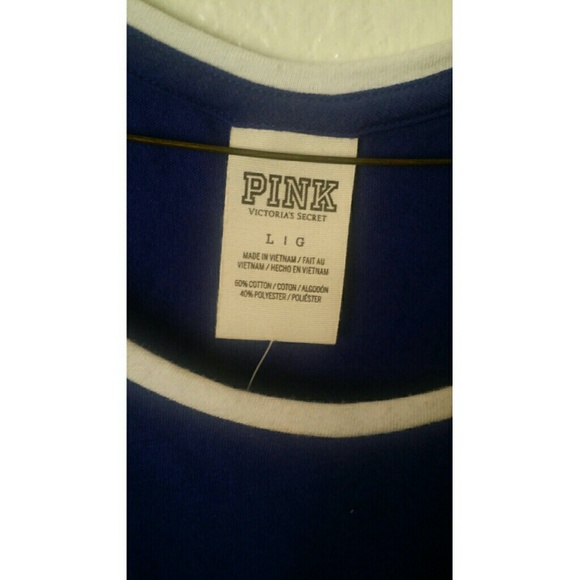 PINK
VICTORIA'S SECRET
L | G
MADE IN VIETNAM / FAIT AU
VIETNAM / HECHO EN VIETNAM
60% COTTON / COTON / ALGODÓN
40% POLYESTER / POLIÉSTER